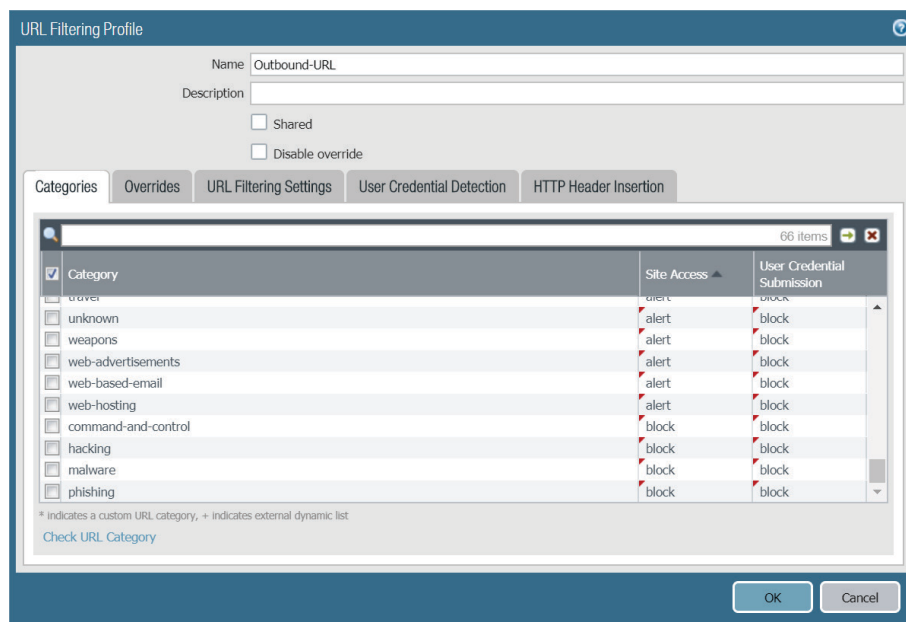 URL Filtering Profile
Name Outbound-URL
Description
Shared
Disable override
Categories Overrides URL Filtering Settings User Credential Detection HTTP Header Insertion
66 items
Category Site Access User Credential Submission
travel alert block
unknown alert block
weapons alert block
web-advertisements alert block
web-based-email alert block
web-hosting alert block
command-and-control block block
hacking block block
malware block block
phishing block block
* indicates a custom URL category, + indicates external dynamic list
Check URL Category
OK Cancel